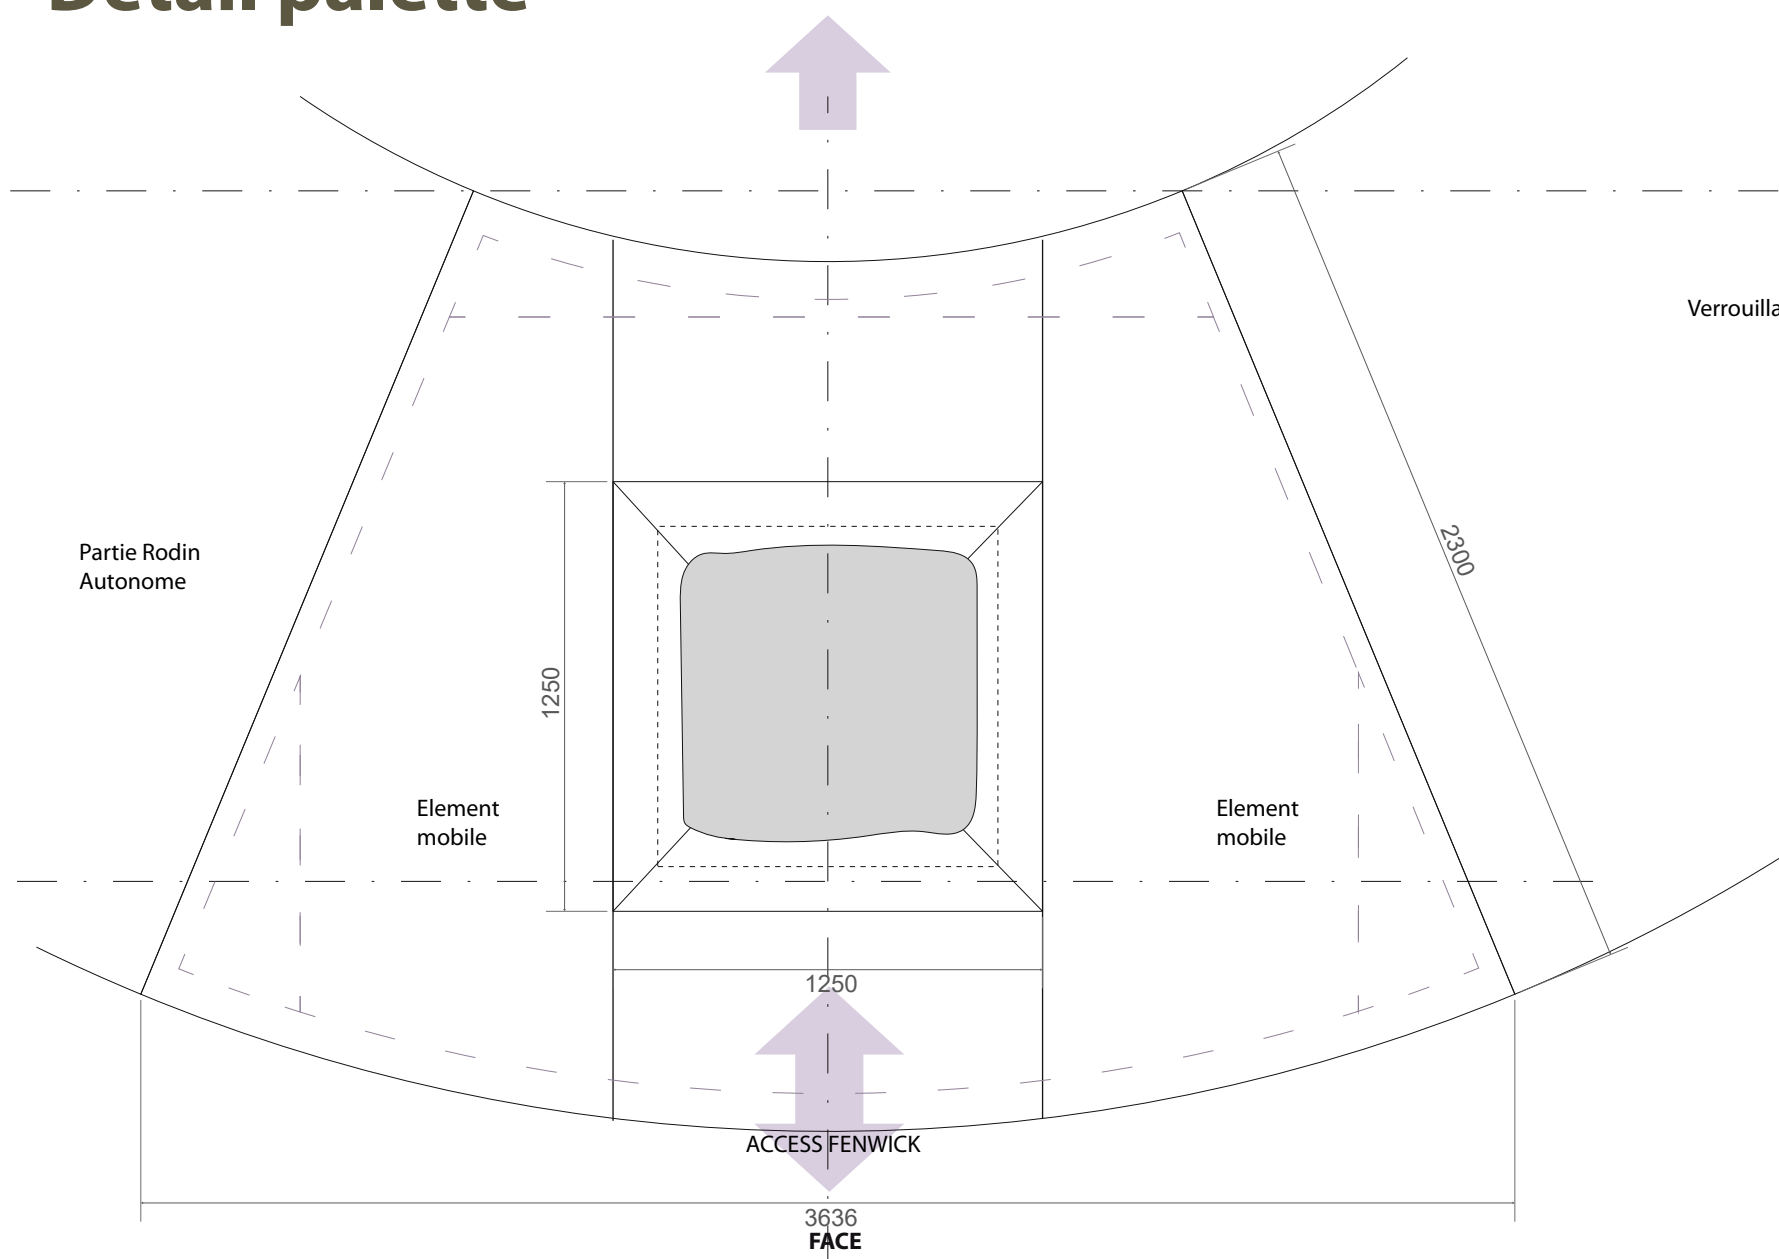 Detail palette
Verrouilla
Partie Rodin
Autonome
2300
1250
Element
mobile
Element
mobile
1250
ACCESS FENWICK
3636
FACE